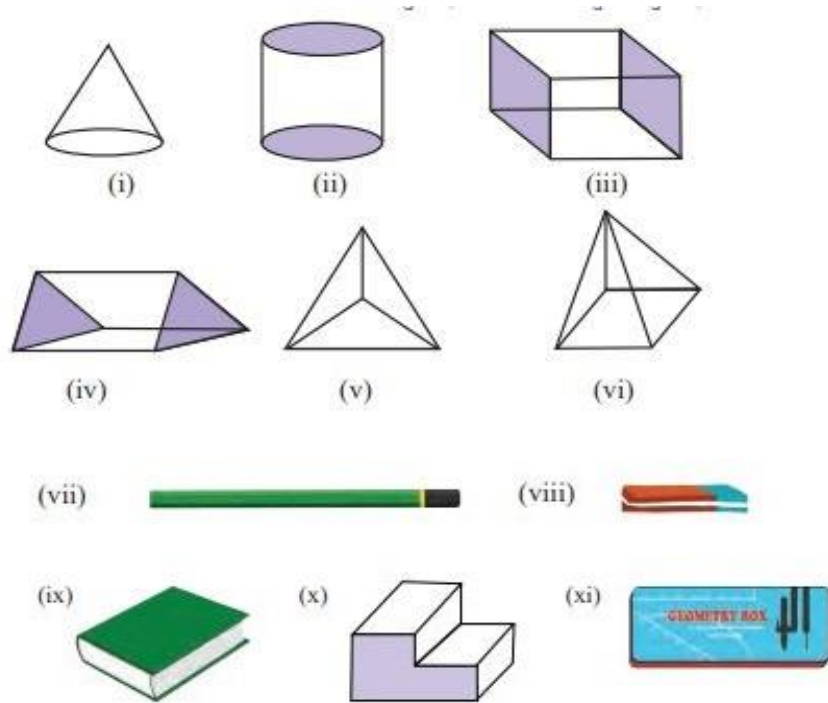 (i)
(ii)
(iii)
(iv)
(v)
(vi)
(vii)
(viii)
(ix)
(x)
(xi)
GEOMETRY BOX